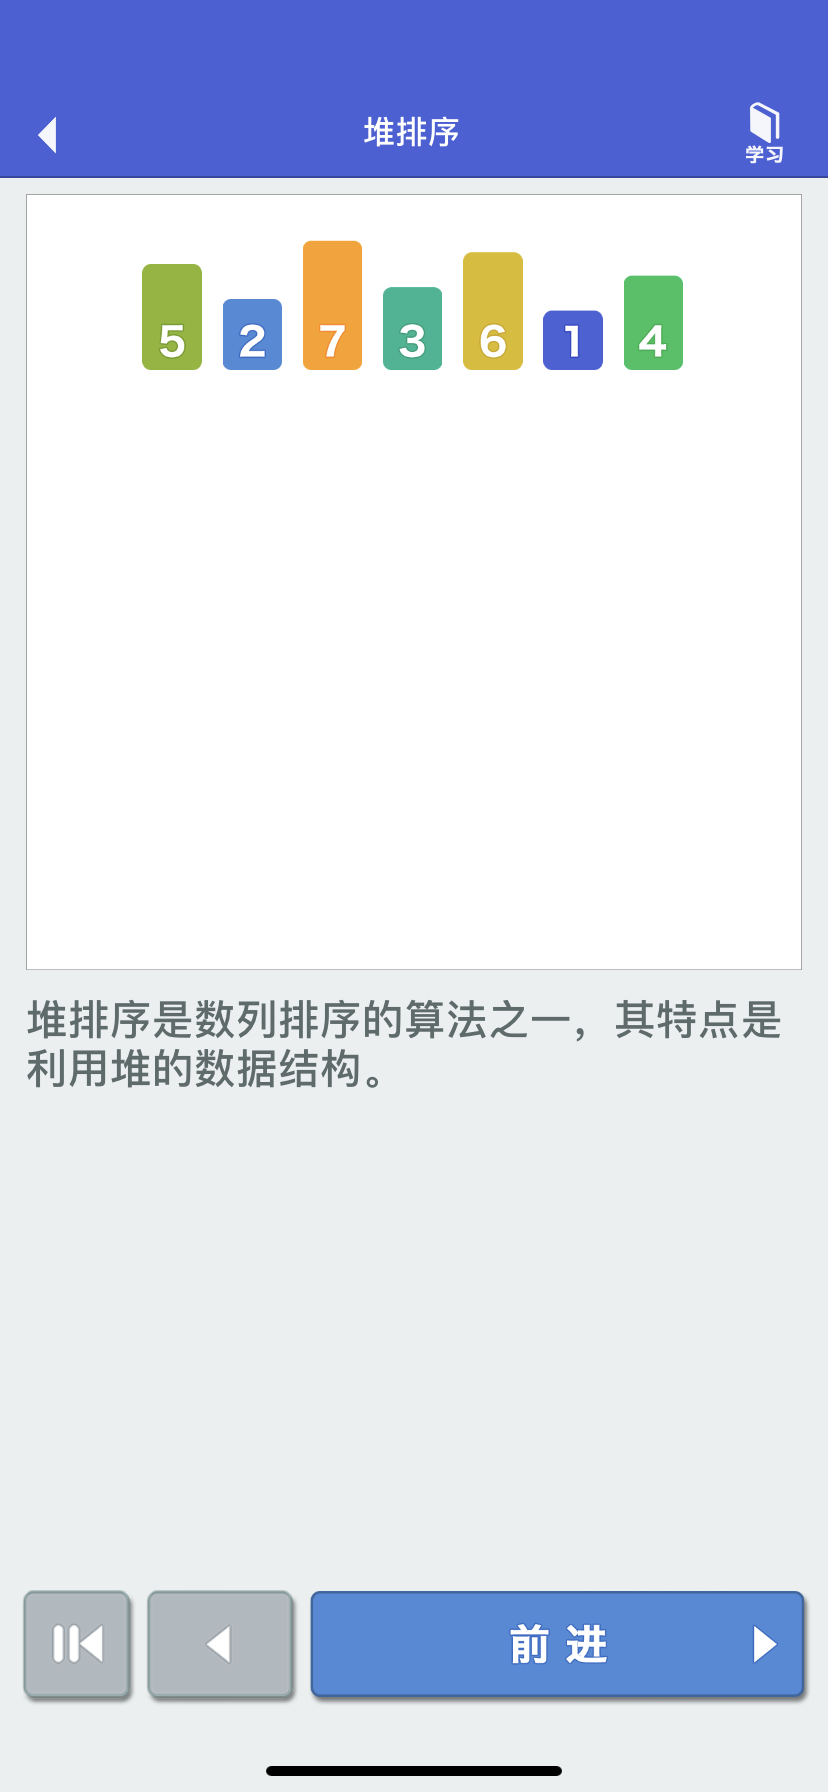 堆排序
学习
5 2 7 3 6 1 4
堆排序是数列排序的算法之一，其特点是
利用堆的数据结构。
前进